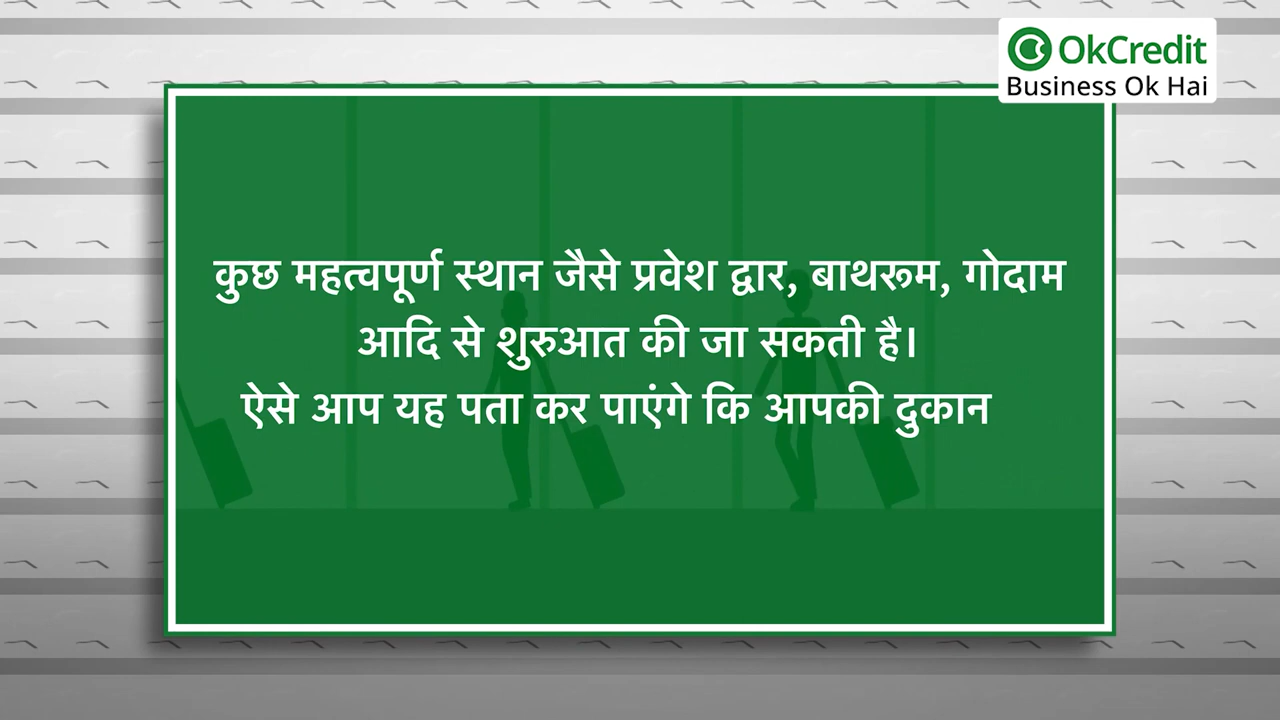 OkCredit
Business Ok Hai
कुछ महत्वपूर्ण स्थान जैसे प्रवेश द्वार, बाथरूम, गोदाम
आदि से शुरुआत की जा सकती है।
ऐसे आप यह पता कर पाएंगे कि आपकी दुकान